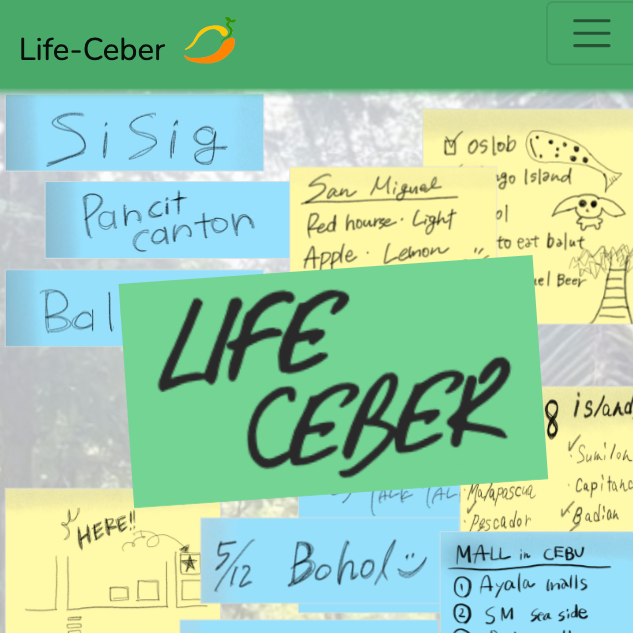 Life-Ceber
SiSig
Pancit
canton
Bal
San Migual
Red hourse · Light
Apple · Lemon
Oslob
go Island
ol
to eat balut
el Beer
LIFE
CEBER
8 island
Sumilon
Capitanc
Badian
Malapascua
Pescador
HERE!!
5/12 Bohol
MALL in CEBU
① Ayala malls
② SM sea side